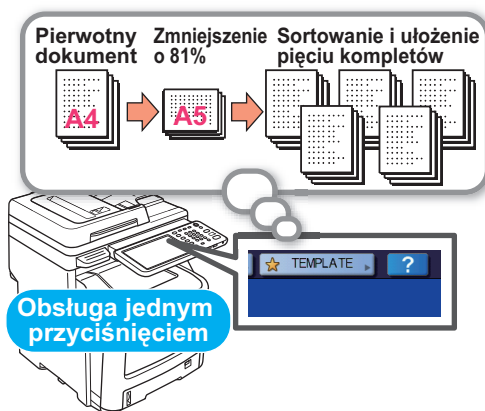 Pierwotny dokument
Zmniejszenie o 81%
Sortowanie i ułożenie pięciu kompletów
A4
A5
TEMPLATE
?
Obsługa jednym
przyciśnięciem